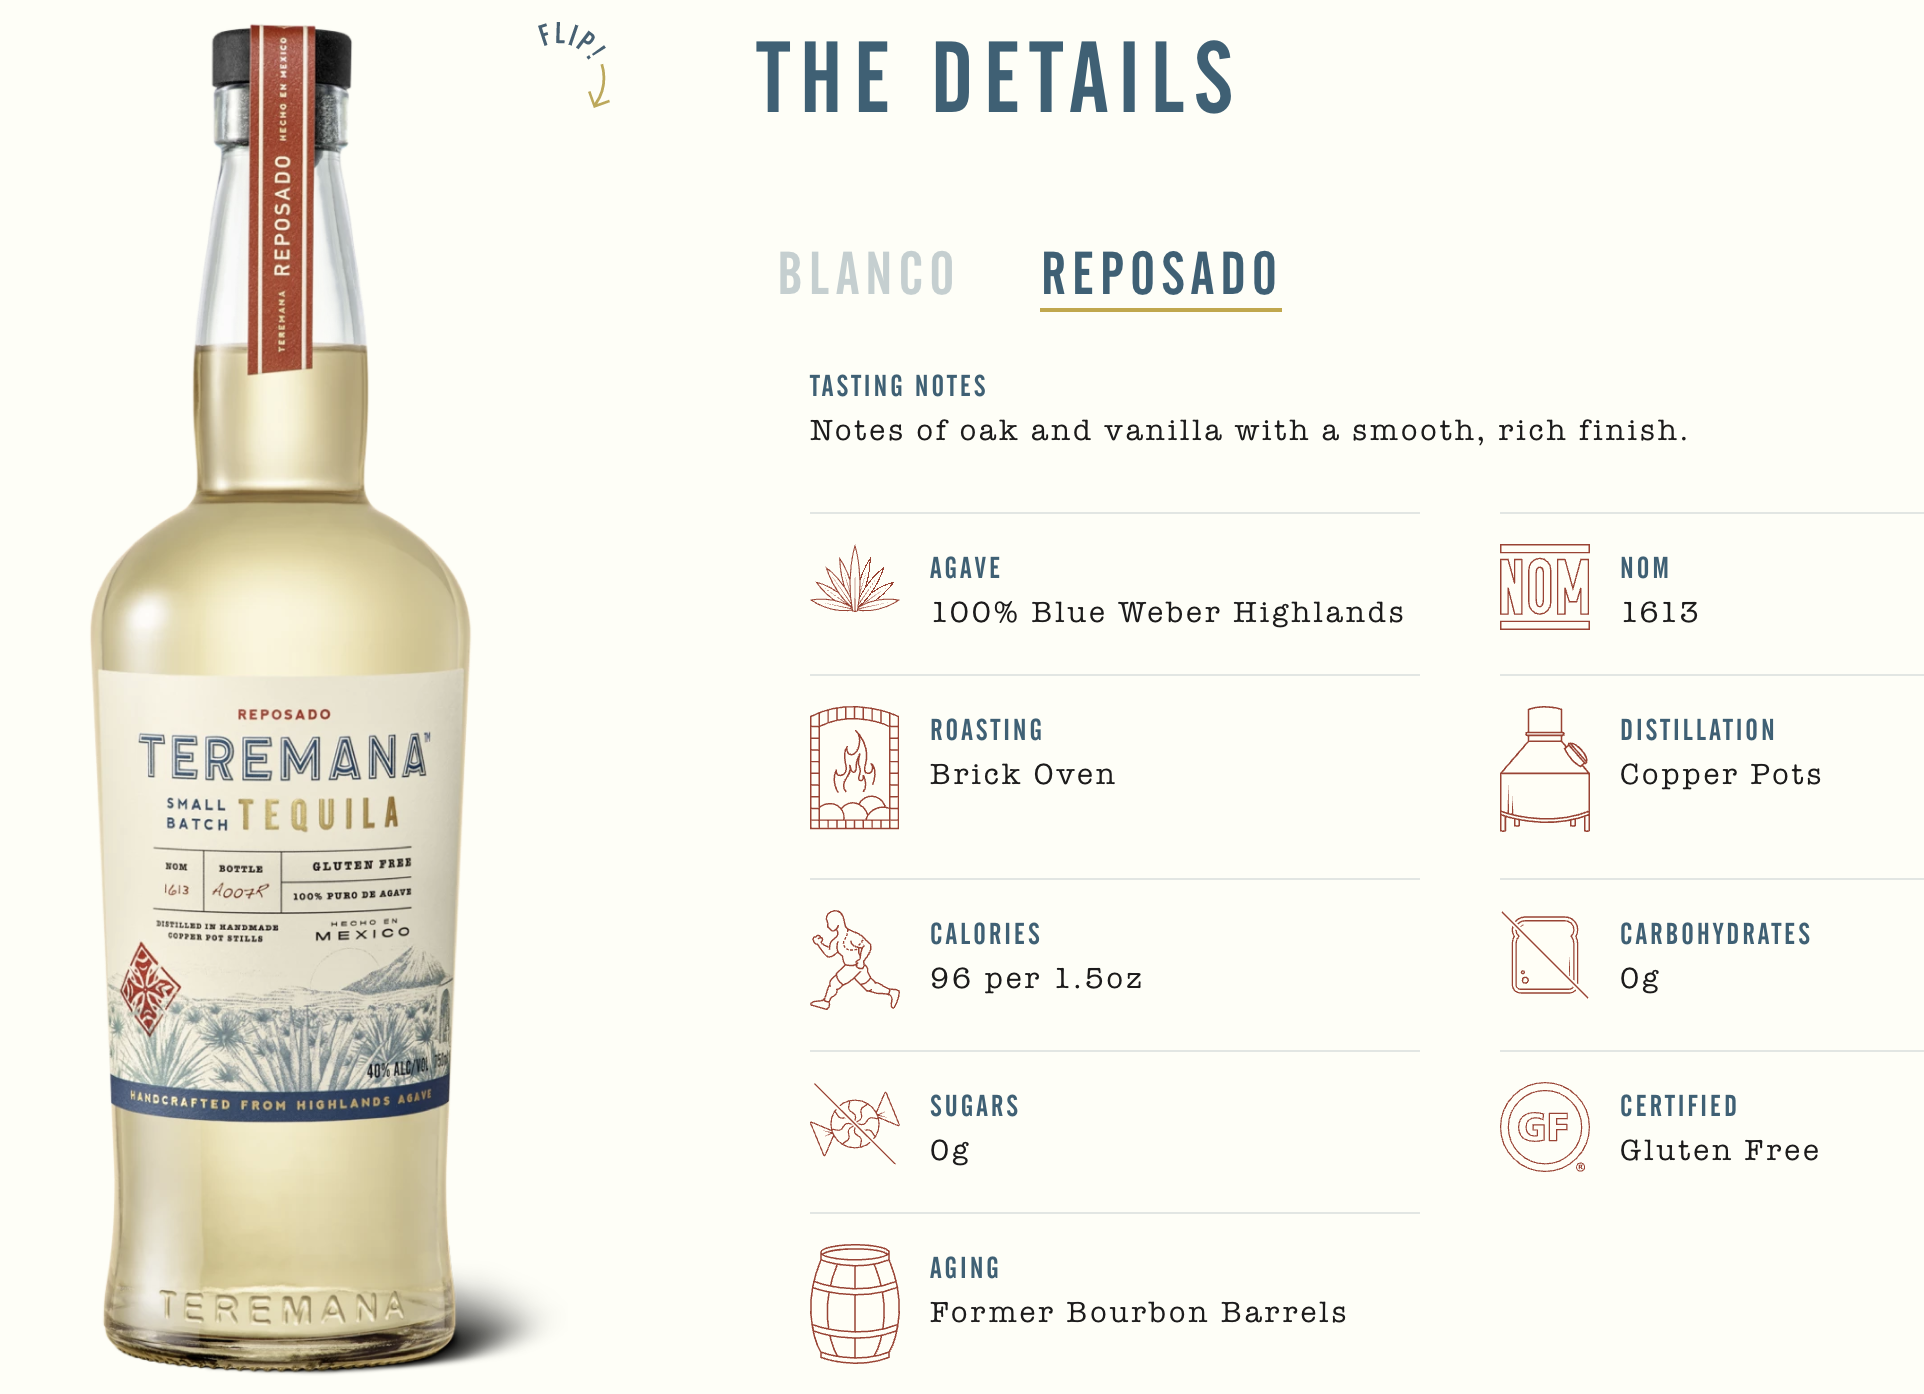 FLIP!
THE DETAILS
BLANCO REPOSADO
TASTING NOTES
Notes of oak and vanilla with a smooth, rich finish.
AGAVE
100% Blue Weber Highlands
NOM
NOM
1613
ROASTING
Brick Oven
DISTILLATION
Copper Pots
CALORIES
96 per 1.5oz
CARBOHYDRATES
0g
SUGARS
0g
GF®
CERTIFIED
Gluten Free
AGING
Former Bourbon Barrels
TEREMANA REPOSADO HECHO EN MEXICO
REPOSADO
TEREMANA™
SMALL
BATCH TEQUILA
NOM
1613
BOTTLE
A007R
GLUTEN FREE
100% PURO DE AGAVE
DISTILLED IN HANDMADE
COPPER POT STILLS
HECHO EN
MEXICO
40% ALC/VOL 750
HANDCRAFTED FROM HIGHLANDS AGAVE
TEREMANA